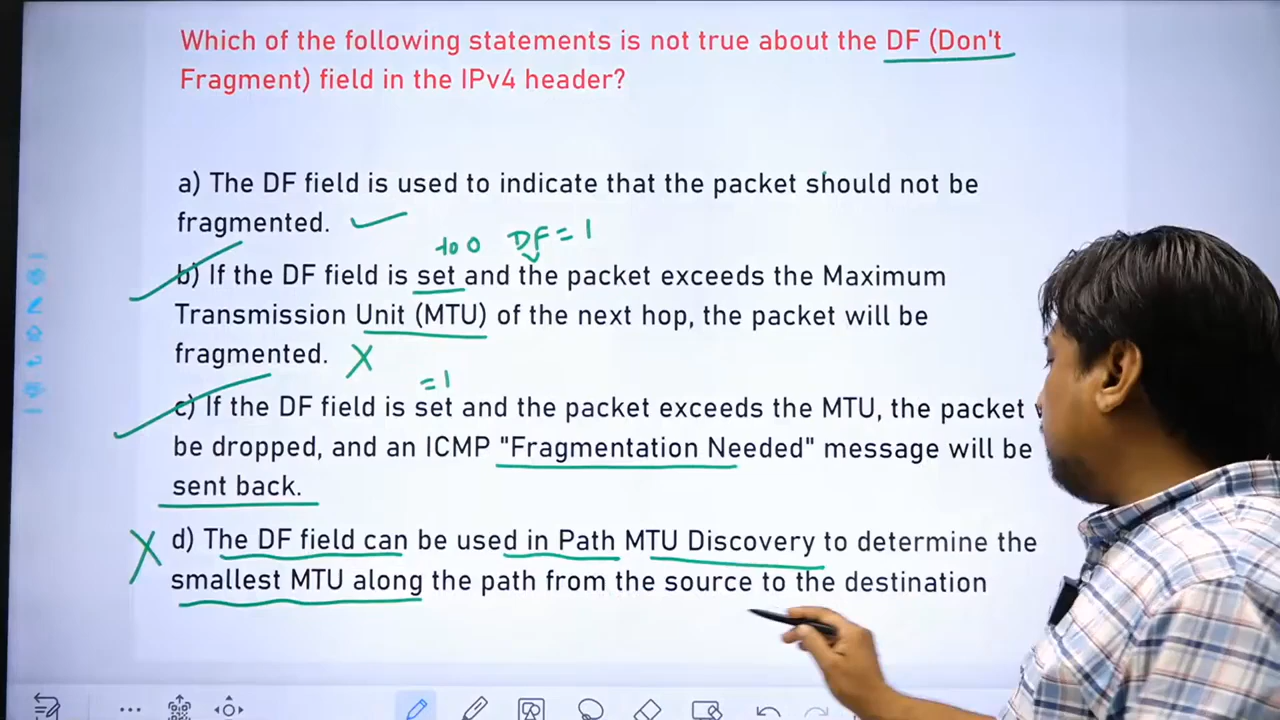 Which of the following statements is not true about the DF (Don't
Fragment) field in the IPv4 header?
a) The DF field is used to indicate that the packet should not be
fragmented.
to 0 DF = 1
b) If the DF field is set and the packet exceeds the Maximum
Transmission Unit (MTU) of the next hop, the packet will be
fragmented. X
= 1
c) If the DF field is set and the packet exceeds the MTU, the packet
be dropped, and an ICMP "Fragmentation Needed" message will be
sent back.
X d) The DF field can be used in Path MTU Discovery to determine the
smallest MTU along the path from the source to the destination